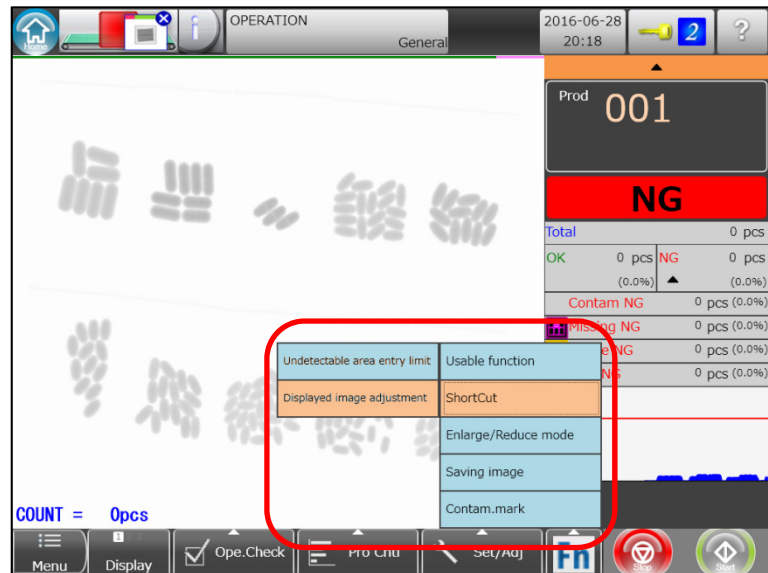 OPERATION
General
2016-06-28
20:18
2
?
Home
i
Prod
001
NG
Total 0 pcs
OK 0 pcs NG 0 pcs
(0.0%) (0.0%)
Contam NG 0 pcs (0.0%)
Missing NG 0 pcs (0.0%)
NG 0 pcs (0.0%)
NG 0 pcs (0.0%)
Undetectable area entry limit
Usable function
Displayed image adjustment
ShortCut
Enlarge/Reduce mode
Saving image
Contam.mark
COUNT = 0pcs
Menu
1
Display
Ope.Check
Pro Cntl
Set/Adj
Fn
Stop
Start